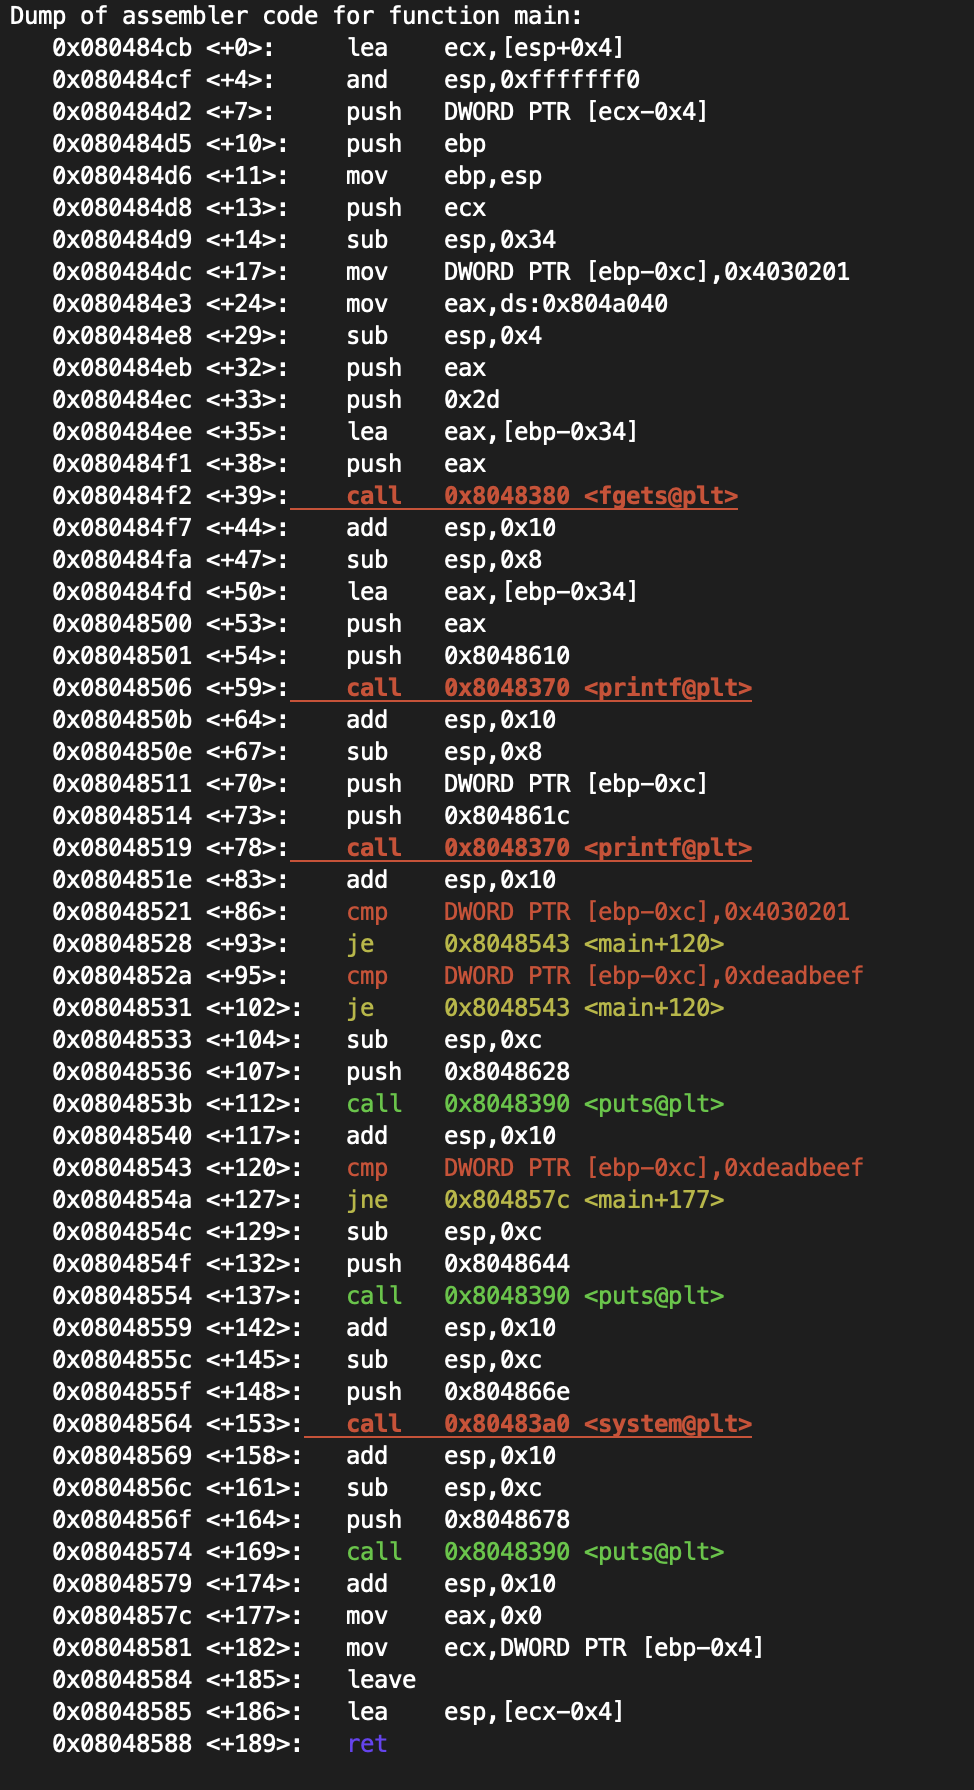 Dump of assembler code for function main:
0x080484cb <+0>: lea ecx,[esp+0x4]
0x080484cf <+4>: and esp,0xfffffff0
0x080484d2 <+7>: push DWORD PTR [ecx-0x4]
0x080484d5 <+10>: push ebp
0x080484d6 <+11>: mov ebp,esp
0x080484d8 <+13>: push ecx
0x080484d9 <+14>: sub esp,0x34
0x080484dc <+17>: mov DWORD PTR [ebp-0xc],0x4030201
0x080484e3 <+24>: mov eax,ds:0x804a040
0x080484e8 <+29>: sub esp,0x4
0x080484eb <+32>: push eax
0x080484ec <+33>: push 0x2d
0x080484ee <+35>: lea eax,[ebp-0x34]
0x080484f1 <+38>: push eax
0x080484f2 <+39>: call 0x8048380 <fgets@plt>
0x080484f7 <+44>: add esp,0x10
0x080484fa <+47>: sub esp,0x8
0x080484fd <+50>: lea eax,[ebp-0x34]
0x08048500 <+53>: push eax
0x08048501 <+54>: push 0x8048610
0x08048506 <+59>: call 0x8048370 <printf@plt>
0x0804850b <+64>: add esp,0x10
0x0804850e <+67>: sub esp,0x8
0x08048511 <+70>: push DWORD PTR [ebp-0xc]
0x08048514 <+73>: push 0x804861c
0x08048519 <+78>: call 0x8048370 <printf@plt>
0x0804851e <+83>: add esp,0x10
0x08048521 <+86>: cmp DWORD PTR [ebp-0xc],0x4030201
0x08048528 <+93>: je 0x8048543 <main+120>
0x0804852a <+95>: cmp DWORD PTR [ebp-0xc],0xdeadbeef
0x08048531 <+102>: je 0x8048543 <main+120>
0x08048533 <+104>: sub esp,0xc
0x08048536 <+107>: push 0x8048628
0x0804853b <+112>: call 0x8048390 <puts@plt>
0x08048540 <+117>: add esp,0x10
0x08048543 <+120>: cmp DWORD PTR [ebp-0xc],0xdeadbeef
0x0804854a <+127>: jne 0x804857c <main+177>
0x0804854c <+129>: sub esp,0xc
0x0804854f <+132>: push 0x8048644
0x08048554 <+137>: call 0x8048390 <puts@plt>
0x08048559 <+142>: add esp,0x10
0x0804855c <+145>: sub esp,0xc
0x0804855f <+148>: push 0x804866e
0x08048564 <+153>: call 0x80483a0 <system@plt>
0x08048569 <+158>: add esp,0x10
0x0804856c <+161>: sub esp,0xc
0x0804856f <+164>: push 0x8048678
0x08048574 <+169>: call 0x8048390 <puts@plt>
0x08048579 <+174>: add esp,0x10
0x0804857c <+177>: mov eax,0x0
0x08048581 <+182>: mov ecx,DWORD PTR [ebp-0x4]
0x08048584 <+185>: leave
0x08048585 <+186>: lea esp,[ecx-0x4]
0x08048588 <+189>: ret